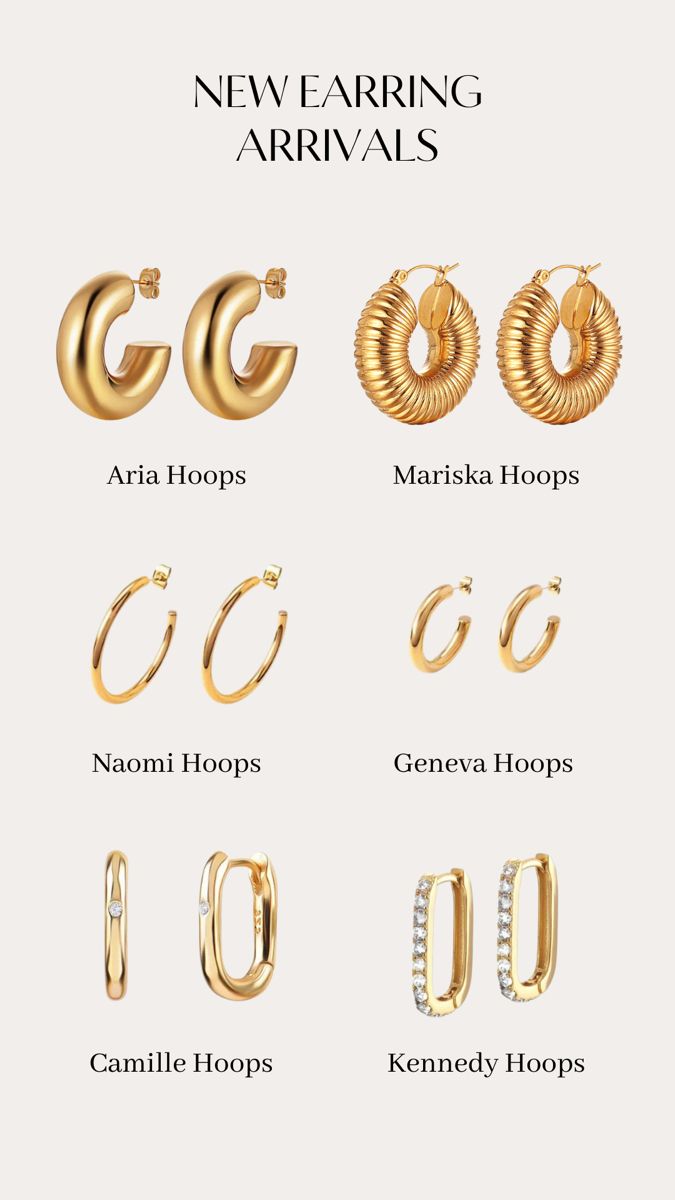 NEW EARRING
ARRIVALS
Aria Hoops
Mariska Hoops
Naomi Hoops
Geneva Hoops
Camille Hoops
Kennedy Hoops